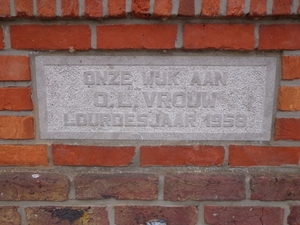 ONZE WIJK AAN
O.L. VROUW
LOURDESJAAR 1958